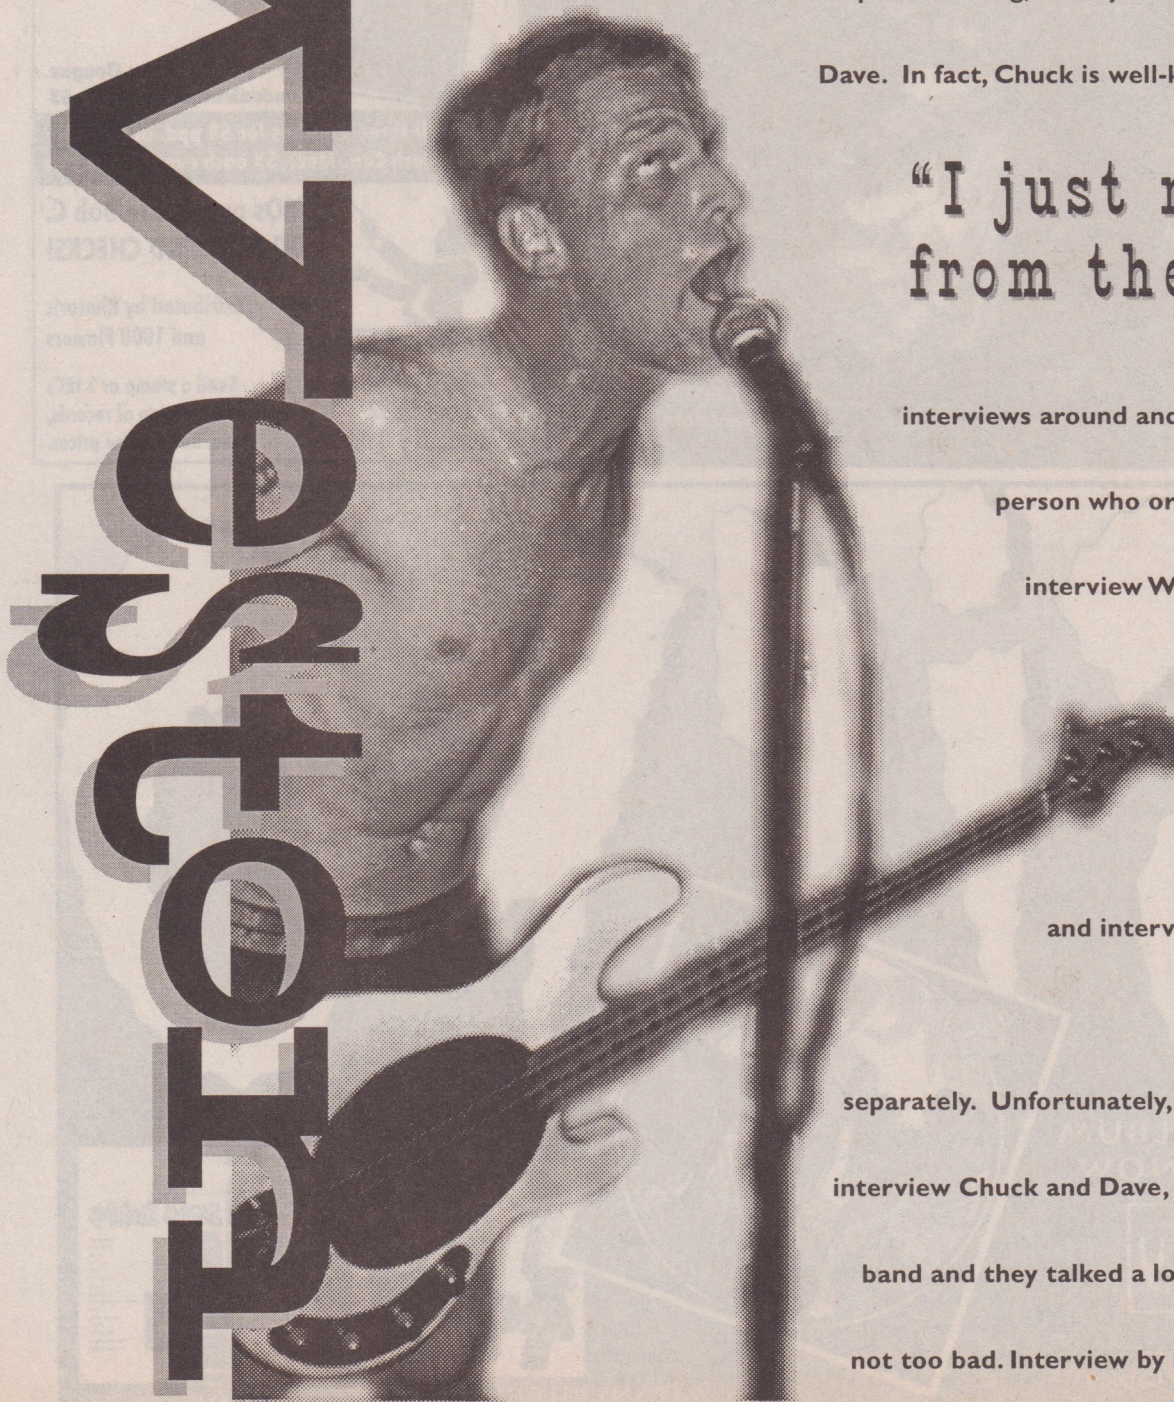 Weston
Dave. In fact, Chuck is well-k
“I just
from the
interviews around and
person who or
interview W
and interv
separately. Unfortunately,
interview Chuck and Dave,
band and they talked a lo
not too bad. Interview by